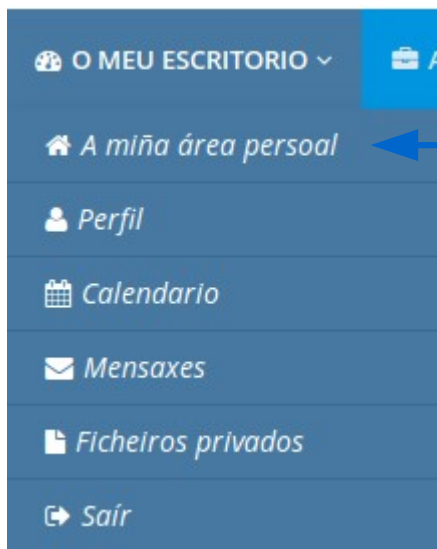 O MEU ESCRITORIO
A miña área persoal
Perfil
Calendario
Mensaxes
Ficheiros privados
Saír